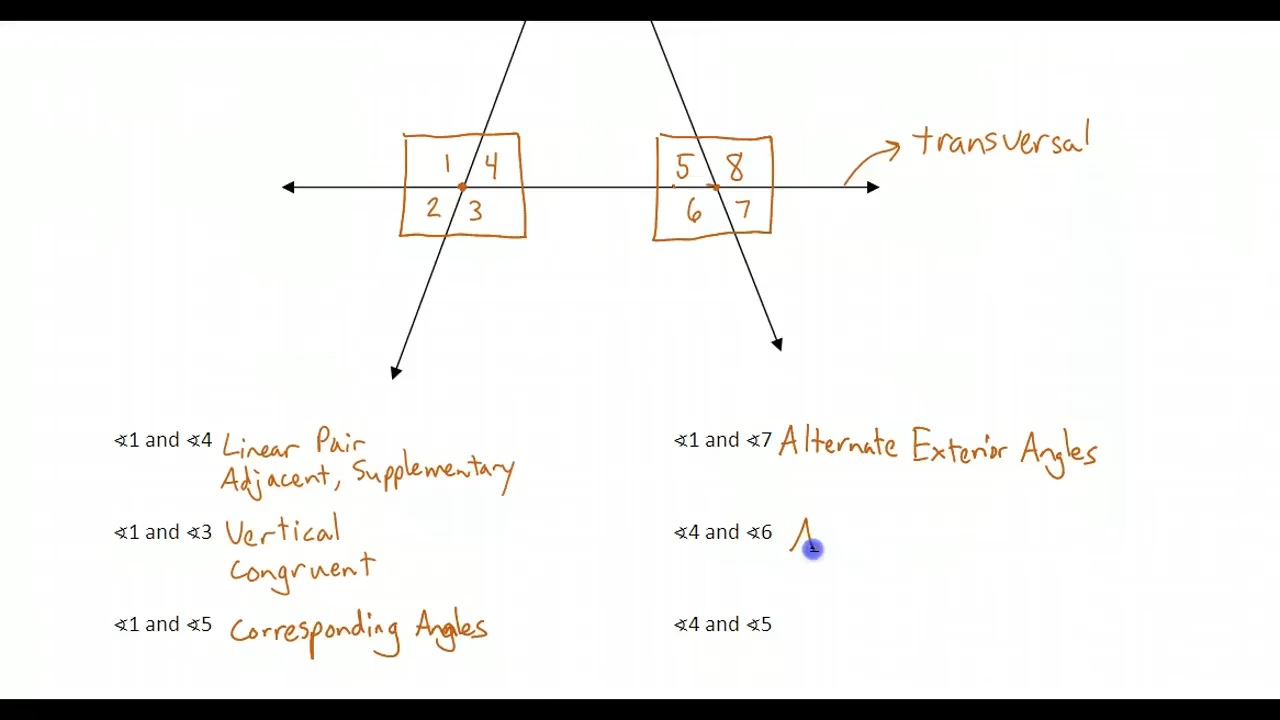 transversal
1 4
5 8
2 3
6 7
∢1 and ∢4 Linear Pair
Adjacent, Supplementary
∢1 and ∢3 Vertical
Congruent
∢1 and ∢5 Corresponding Angles
∢1 and ∢7 Alternate Exterior Angles
∢4 and ∢6 A
∢4 and ∢5